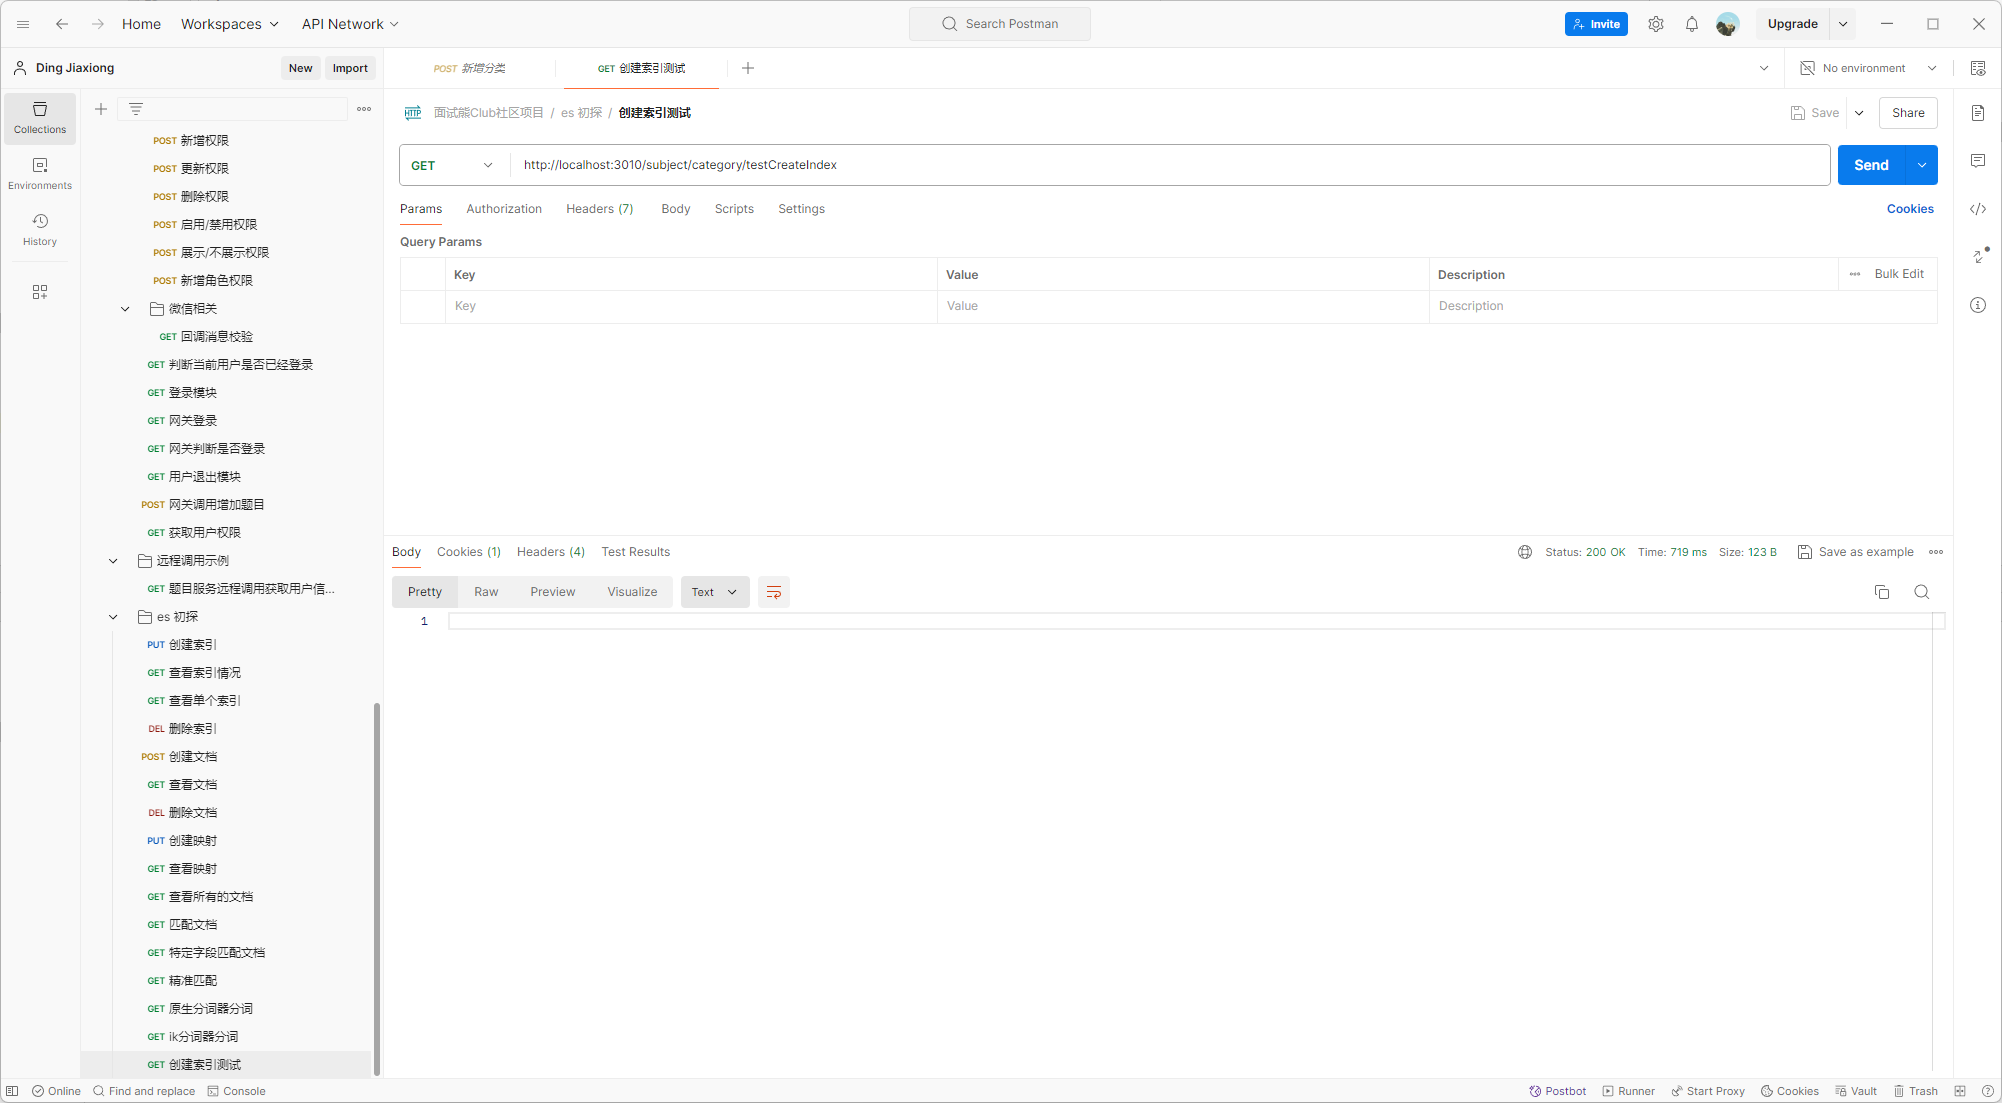 Home Workspaces API Network Search Postman Invite Upgrade
Ding Jiaxiong New Import POST 新增分类 GET 创建索引测试 No environment
Collections
Environments
History
POST 新增权限
POST 更新权限
POST 删除权限
POST 启用/禁用权限
POST 展示/不展示权限
POST 新增角色权限
微信相关
GET 回调消息校验
GET 判断当前用户是否已经登录
GET 登录模块
GET 网关登录
GET 网关判断是否登录
GET 用户退出模块
POST 网关调用增加题目
GET 获取用户权限
远程调用示例
GET 题目服务远程调用获取用户信...
es 初探
PUT 创建索引
GET 查看索引情况
GET 查看单个索引
DEL 删除索引
POST 创建文档
GET 查看文档
DEL 删除文档
PUT 创建映射
GET 查看映射
GET 查看所有的文档
GET 匹配文档
GET 特定字段匹配文档
GET 精准匹配
GET 原生分词器分词
GET ik分词器分词
GET 创建索引测试
HTTP 面试熊Club社区项目 / es 初探 / 创建索引测试 Save Share
GET http://localhost:3010/subject/category/testCreateIndex Send
Params Authorization Headers (7) Body Scripts Settings Cookies
Query Params
Key Value Description Bulk Edit
Key Value Description
Body Cookies (1) Headers (4) Test Results Status: 200 OK Time: 719 ms Size: 123 B Save as example
Pretty Raw Preview Visualize Text
1
Online Find and replace Console Postbot Runner Start Proxy Cookies Vault Trash